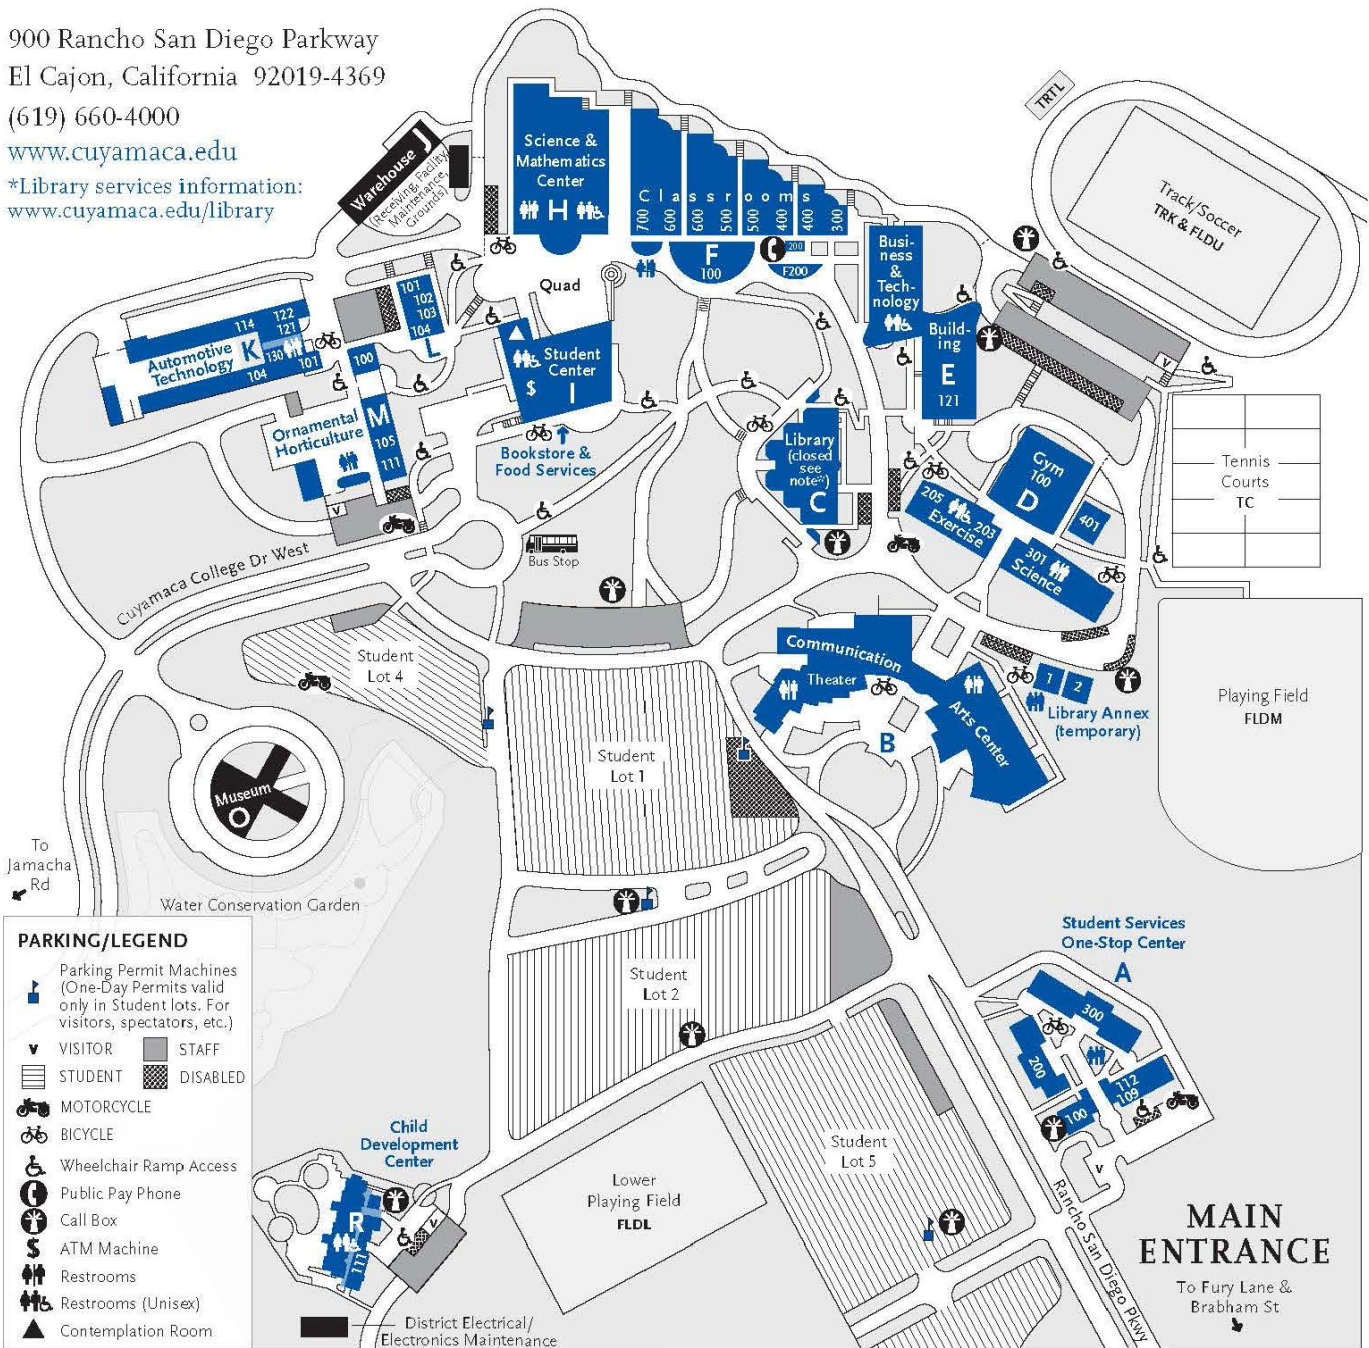 900 Rancho San Diego Parkway
El Cajon, California 92019-4369
(619) 660-4000
www.cuyamaca.edu
*Library services information:
www.cuyamaca.edu/library
Warehouse J
(Receiving, Facility
Maintenance,
Grounds)
Science &
Mathematics
Center
H
Classrooms
700
600
600
500
500
400
400
300
F
100
200
F200
Quad
TRTL
Track/Soccer
TRK & FLDU
Busi-
ness
&
Tech-
nology
Build-
ing
E
121
101
102
103
104
L
114
122
121
Automotive
Technology
K
130
101
104
100
M
105
111
Ornamental
Horticulture
V
Student
Center
I
$
Bookstore &
Food Services
Library
(closed
see
note*)
C
Gym
100
D
401
205
203
Exercise
301
Science
V
Tennis
Courts
TC
Cuyamaca College Dr West
Bus Stop
Communication
Theater
Arts Center
B
1
2
Library Annex
(temporary)
Playing Field
FLDM
Student
Lot 4
Student
Lot 1
Museum
O
To
Jamacha
Rd
Water Conservation Garden
Student
Lot 2
Student Services
One-Stop Center
A
300
200
112
109
100
V
PARKING/LEGEND
Parking Permit Machines
(One-Day Permits valid
only in Student lots. For
visitors, spectators, etc.)
V VISITOR
STAFF
STUDENT
DISABLED
MOTORCYCLE
BICYCLE
Wheelchair Ramp Access
Public Pay Phone
Call Box
$ ATM Machine
Restrooms
Restrooms (Unisex)
Contemplation Room
Child
Development
Center
R
111
V
Lower
Playing Field
FLDL
Student
Lot 5
Rancho San Diego Pkwy
MAIN
ENTRANCE
To Fury Lane &
Brabham St
District Electrical/
Electronics Maintenance